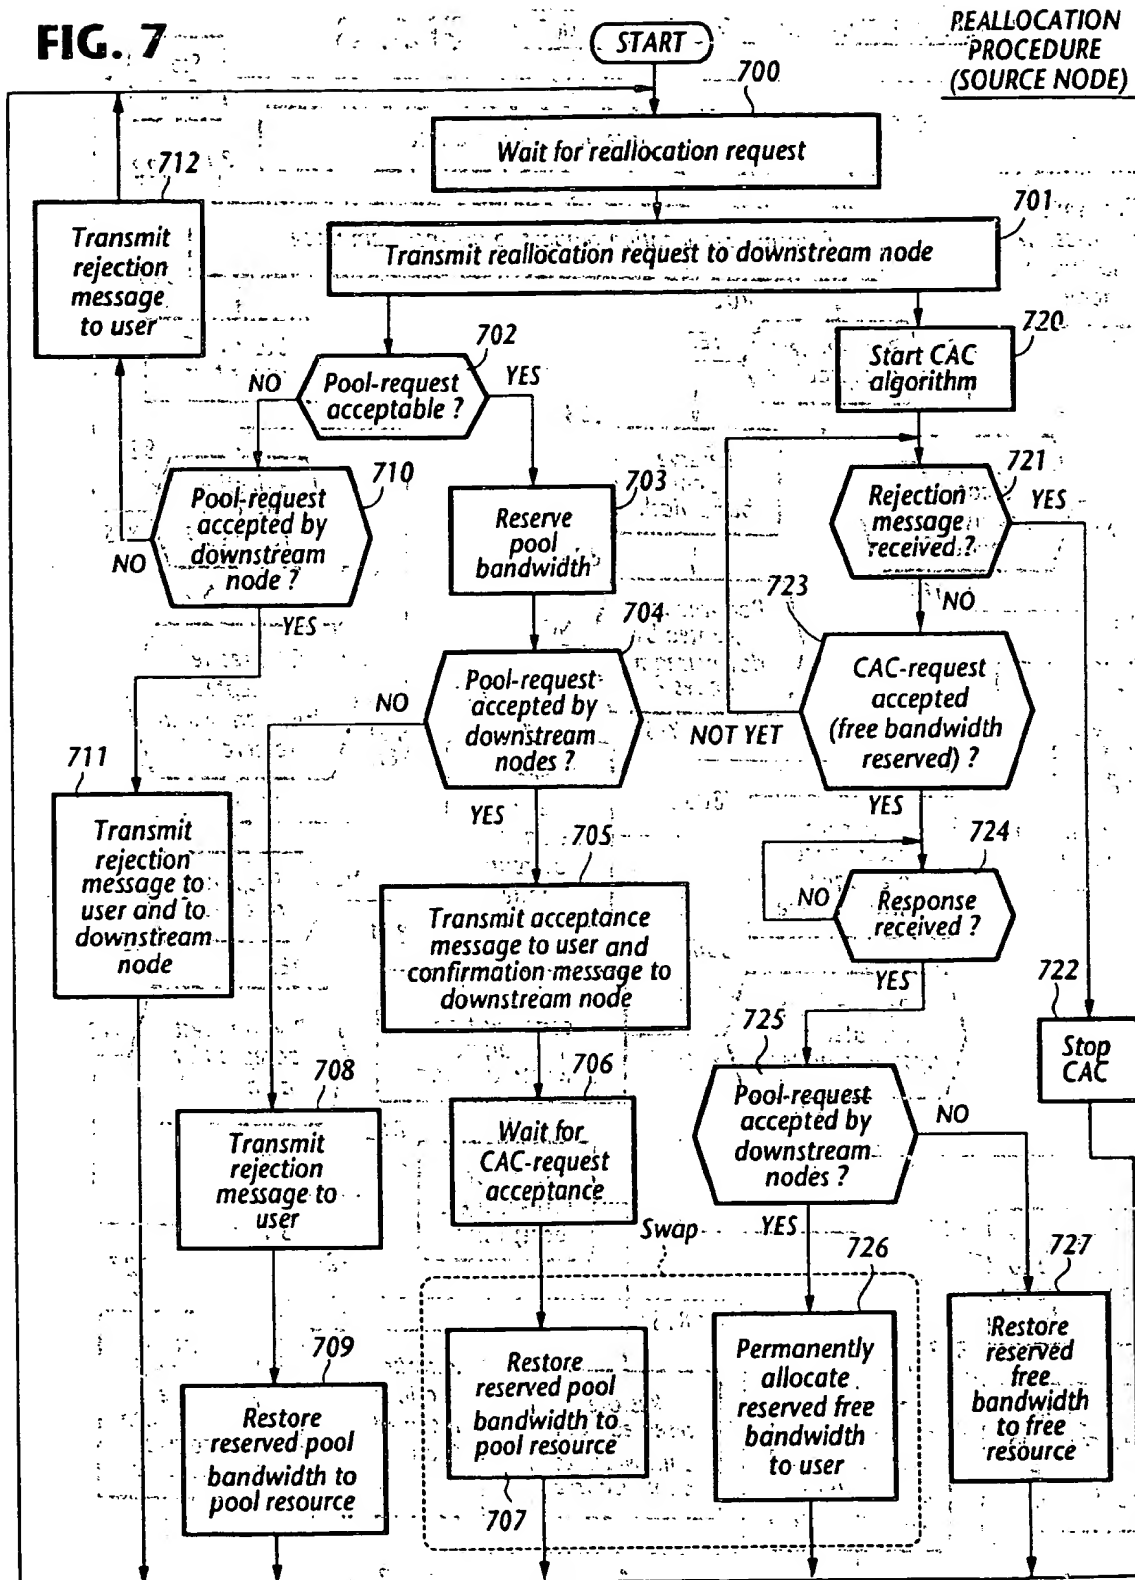 FIG. 7
REALLOCATION
PROCEDURE
(SOURCE NODE)
START
700
Wait for reallocation request
701
Transmit reallocation request to downstream node
712
Transmit
rejection
message
to user
702
Pool-request
acceptable ?
NO
YES
720
Start CAC
algorithm
710
Pool-request
accepted by
downstream
node ?
NO
YES
703
Reserve
pool
bandwidth
721
Rejection
message
received ?
YES
NO
704
Pool-request
accepted by
downstream
nodes ?
NO
YES
723
CAC-request
accepted
(free bandwidth
reserved) ?
NOT YET
YES
711
Transmit
rejection
message to
user and to
downstream
node
705
Transmit acceptance
message to user and
confirmation message to
downstream node
724
Response
received ?
NO
YES
722
Stop
CAC
725
Pool-request
accepted by
downstream
nodes ?
NO
YES
708
Transmit
rejection
message to
user
706
Wait for
CAC-request
acceptance
Swap
709
Restore
reserved pool
bandwidth to
pool resource
Restore
reserved pool
bandwidth to
pool resource
707
726
Permanently
allocate
reserved free
bandwidth
to user
727
Restore
reserved
free
bandwidth
to free
resource